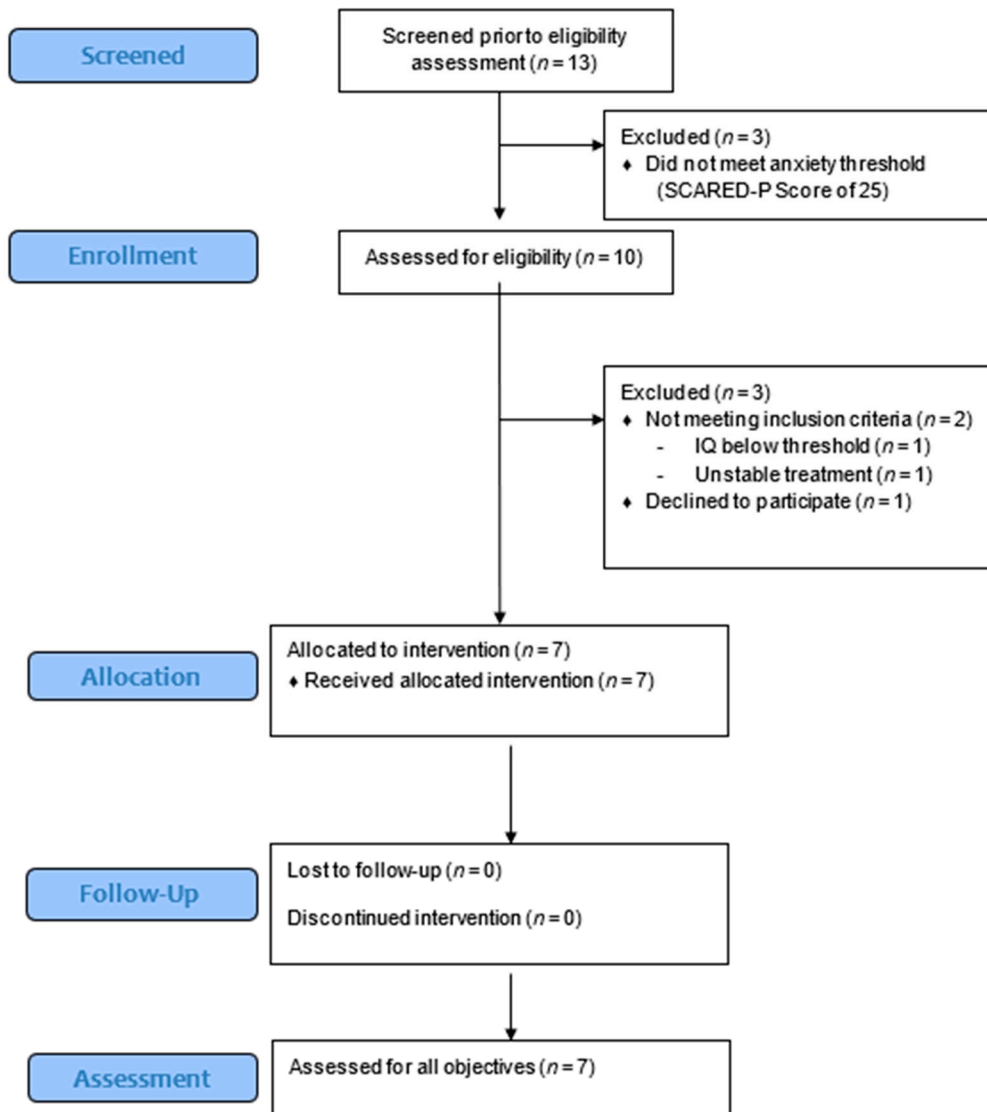 Screened
Screened prior to eligibility
assessment (n = 13)
Excluded (n = 3)
♦ Did not meet anxiety threshold
(SCARED-P Score of 25)
Enrollment
Assessed for eligibility (n = 10)
Excluded (n = 3)
♦ Not meeting inclusion criteria (n = 2)
- IQ below threshold (n = 1)
- Unstable treatment (n = 1)
♦ Declined to participate (n = 1)
Allocation
Allocated to intervention (n = 7)
♦ Received allocated intervention (n = 7)
Follow-Up
Lost to follow-up (n = 0)
Discontinued intervention (n = 0)
Assessment
Assessed for all objectives (n = 7)